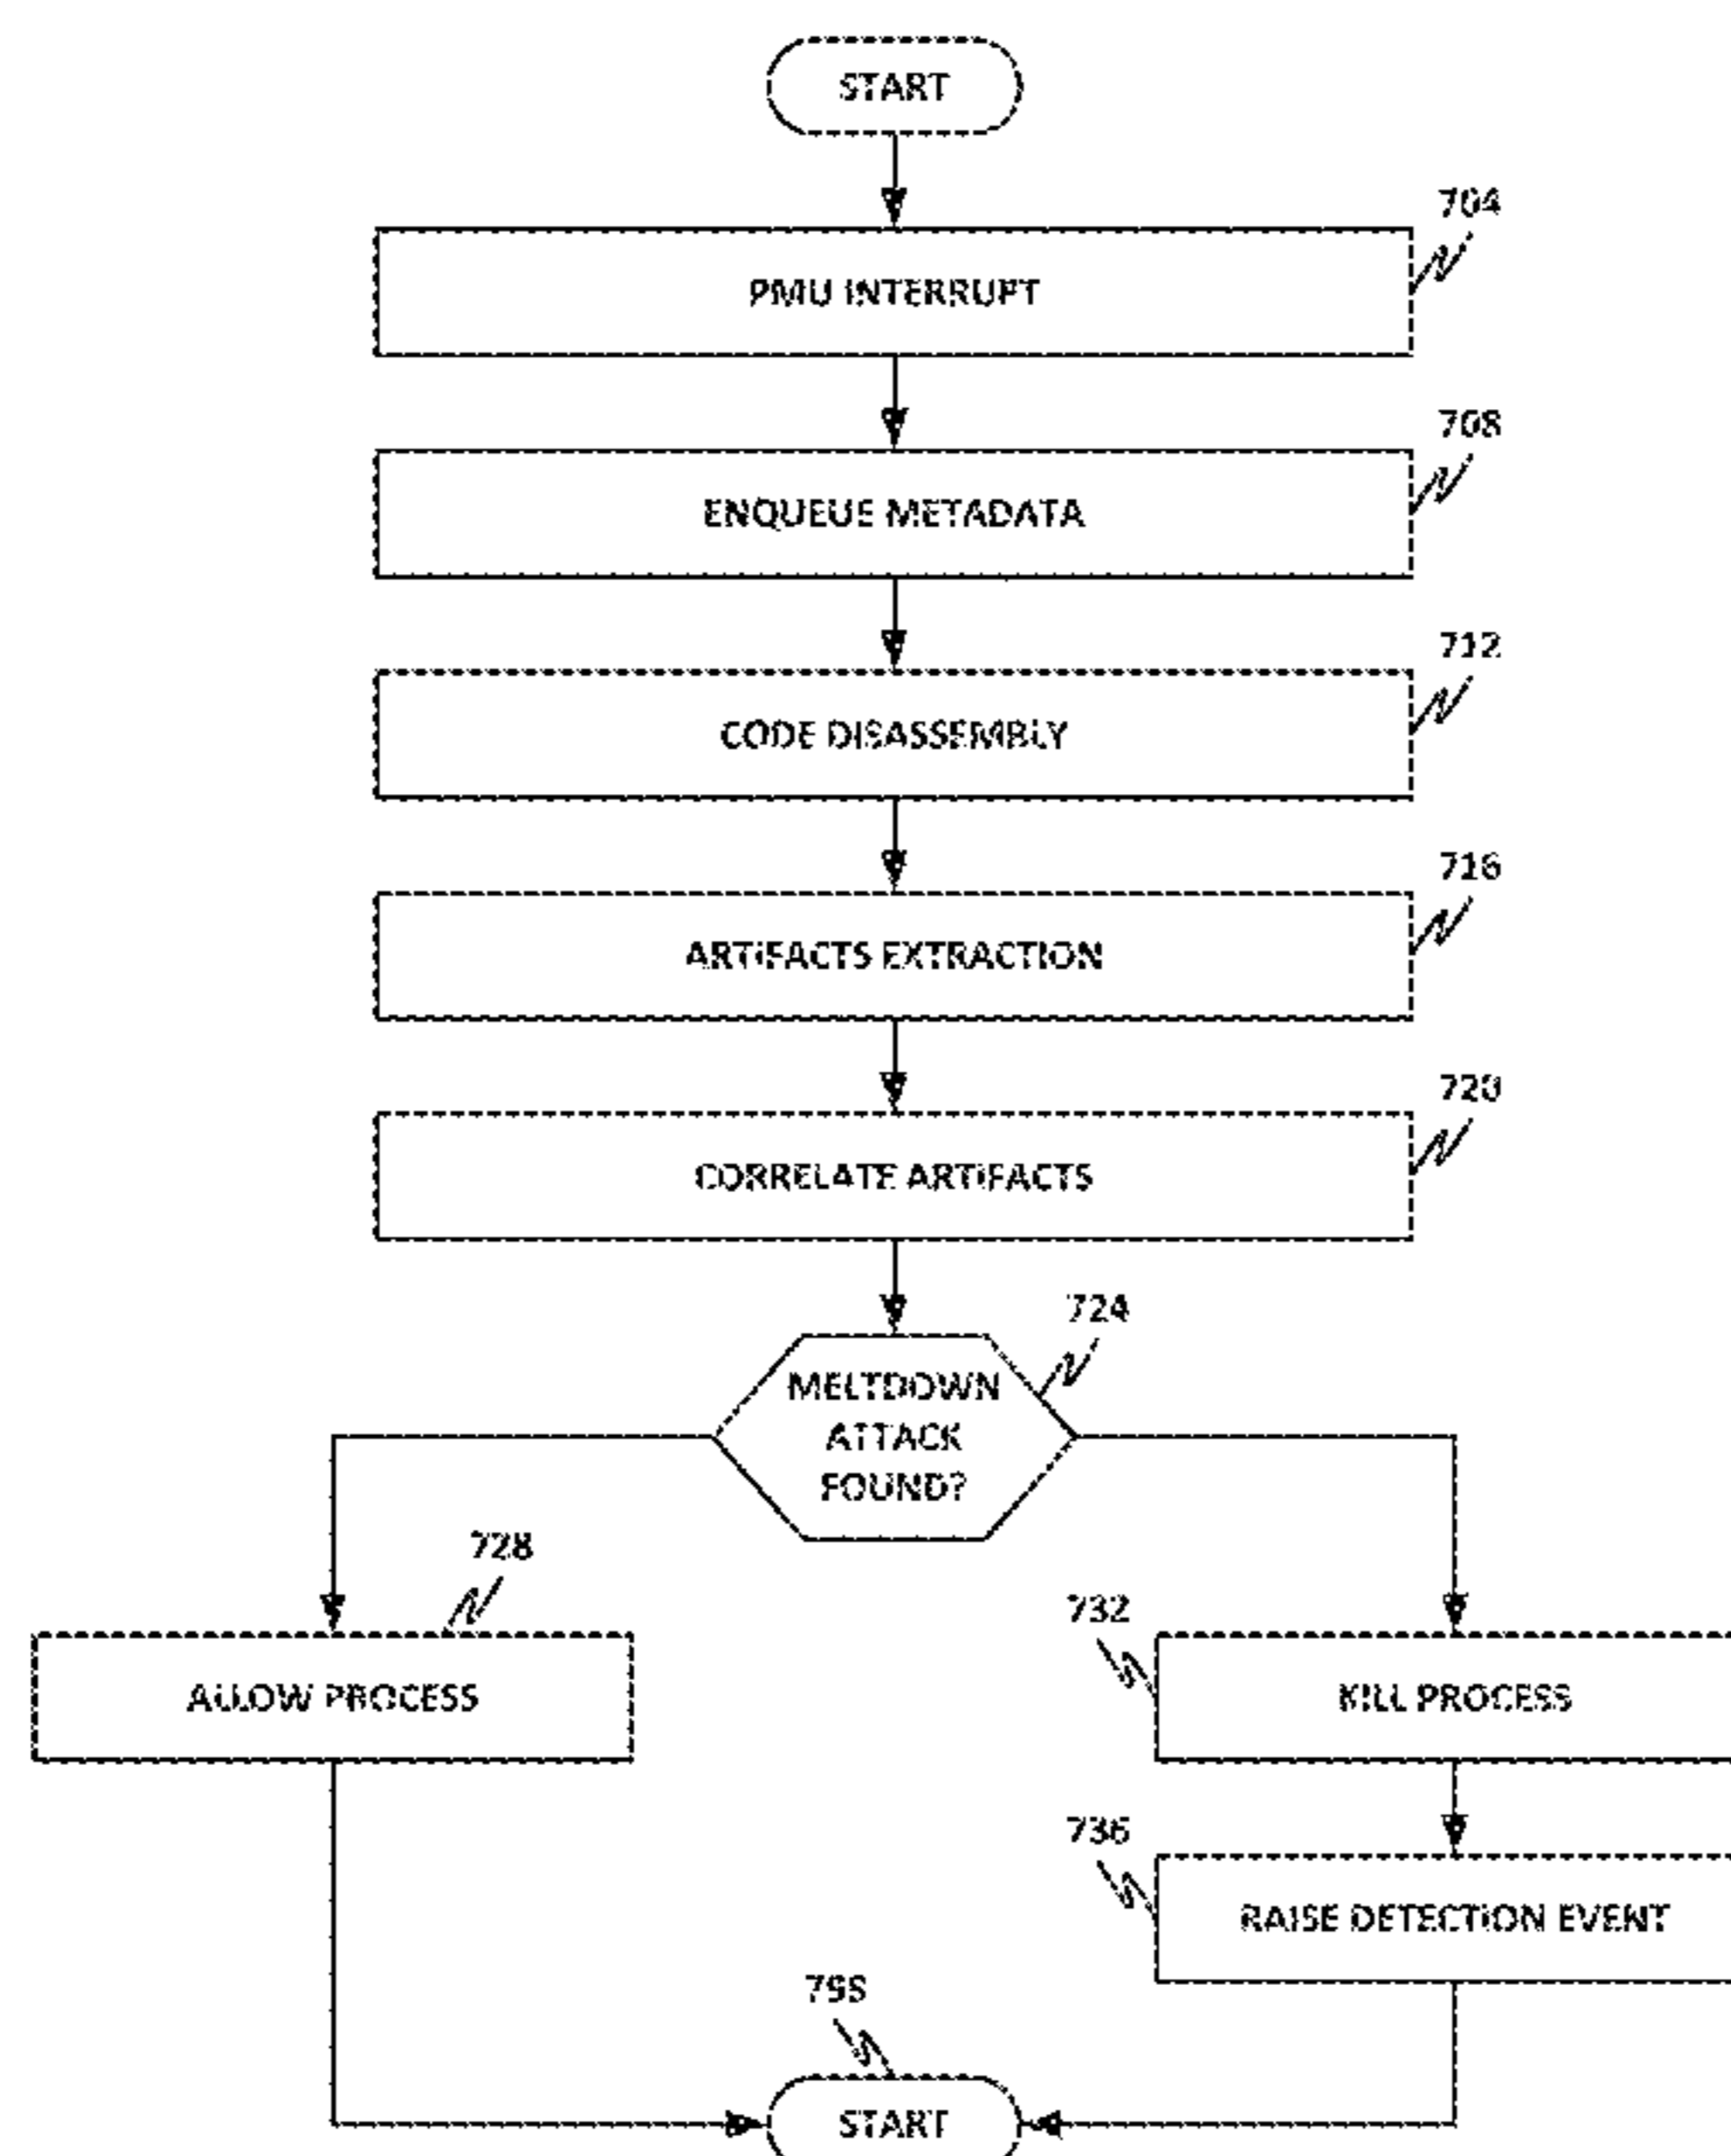 START
704
PMU INTERRUPT
708
ENQUEUE METADATA
712
CODE DISASSEMBLY
716
ARTIFACTS EXTRACTION
720
CORRELATE ARTIFACTS
724
MELTDOWN
ATTACK
FOUND?
728
ALLOW PROCESS
732
KILL PROCESS
736
RAISE DETECTION EVENT
START